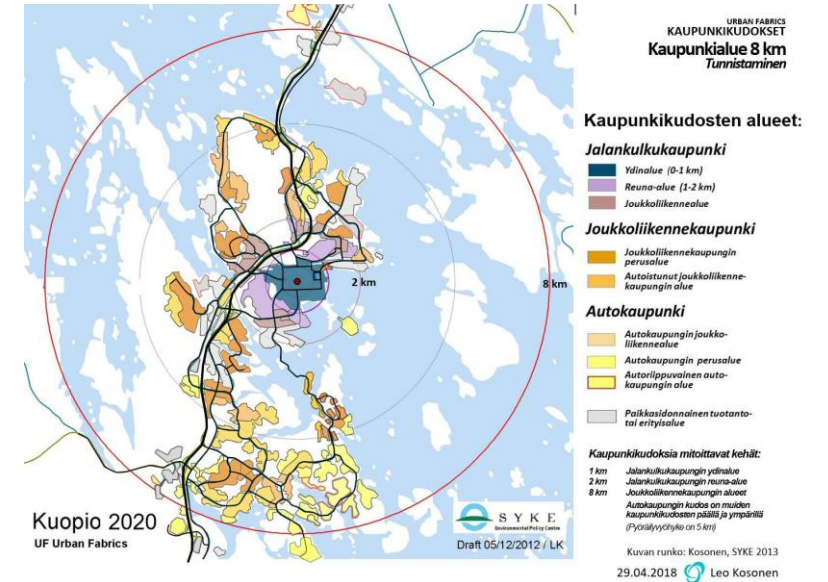 URBAN FABRICS
KAUPUNKIKUDOKSET
Kaupunkialue 8 km
Tunnistaminen
Kaupunkikudosten alueet:
Jalankulkukaupunki
Ydinalue (0-1 km)
Reuna-alue (1-2 km)
Joukkoliikennealue
Joukkoliikennekaupunki
Joukkoliikennekaupungin
perusalue
Autoistunut joukkoliikenne-
kaupungin alue
Autokaupunki
Autokaupungin joukko-
liikennealue
Autokaupungin perusalue
Autoriippuvainen auto-
kaupungin alue
Paikkasidonnainen tuotanto-
tai erityisalue
Kaupunkikudoksia mitoittavat kehät:
1 km Jalankulkukaupungin ydinalue
2 km Jalankulkukaupungin reuna-alue
8 km Joukkoliikennekaupungin alueet
Autokaupungin kudos on muiden
kaupunkikudosten päällä ja ympärillä
(Pyöräilyvyöhyke on 5 km)
Kuvan runko: Kosonen, SYKE 2013
29.04.2018 Leo Kosonen
2 km
8 km
Kuopio 2020
UF Urban Fabrics
SYKE
Environmental Policy Centre
Draft 05/12/2012 / LK